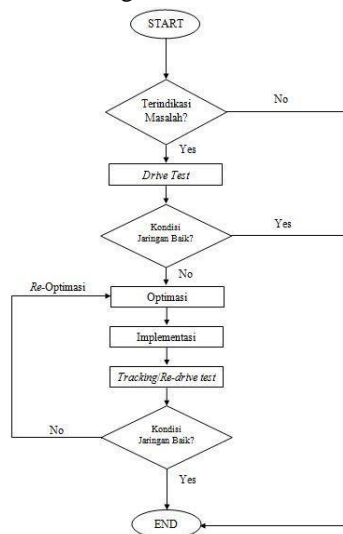 START
Terindikasi
Masalah?
No
Yes
Drive Test
Kondisi
Jaringan Baik?
Yes
No
Re-Optimasi
Optimasi
Implementasi
Tracking/Re-drive test
Kondisi
Jaringan Baik?
No
Yes
END